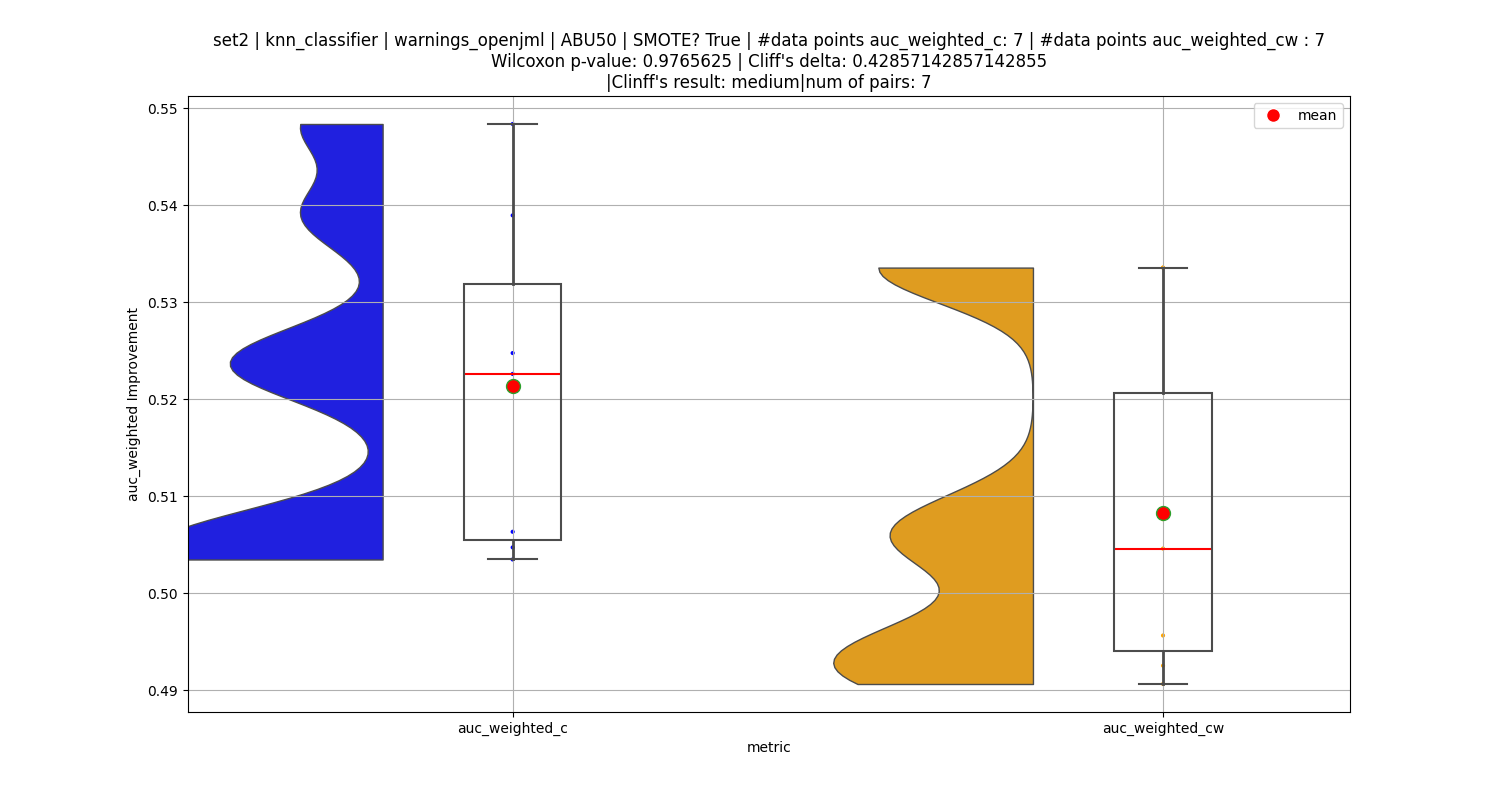 set2 | knn_classifier | warnings_openjml | ABU50 | SMOTE? True | #data points auc_weighted_c: 7 | #data points auc_weighted_cw : 7
Wilcoxon p-value: 0.9765625 | Cliff's delta: 0.42857142857142855
|Clinff's result: medium|num of pairs: 7
mean
0.55
0.54
0.53
0.52
0.51
0.50
0.49
auc_weighted Improvement
auc_weighted_c
auc_weighted_cw
metric